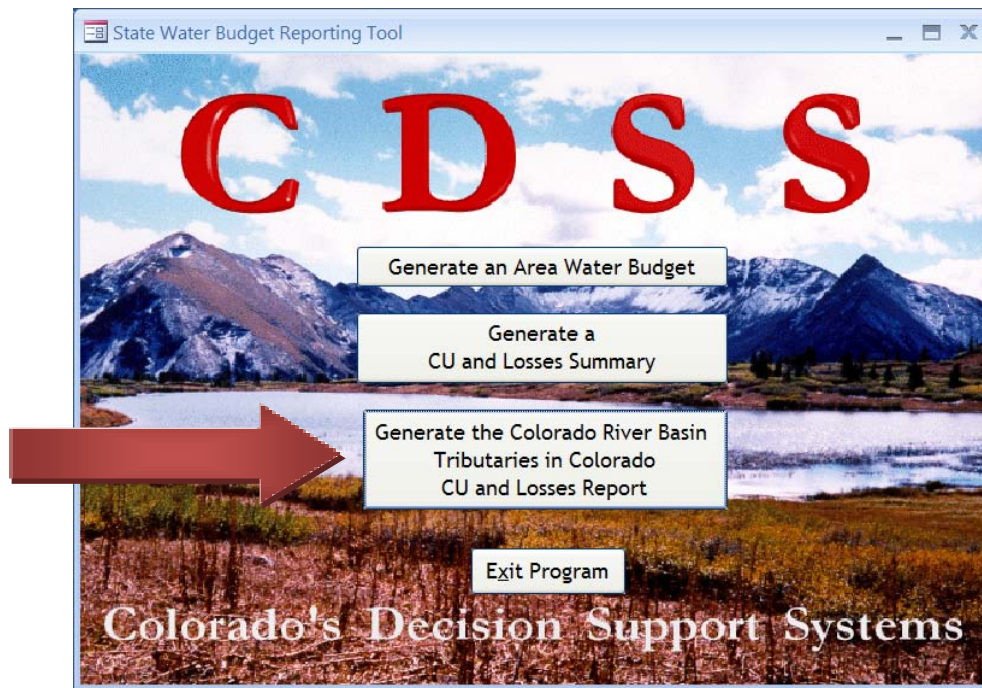 State Water Budget Reporting Tool
C D S S
Generate an Area Water Budget
Generate a
CU and Losses Summary
Generate the Colorado River Basin
Tributaries in Colorado
CU and Losses Report
Exit Program
Colorado's Decision Support Systems